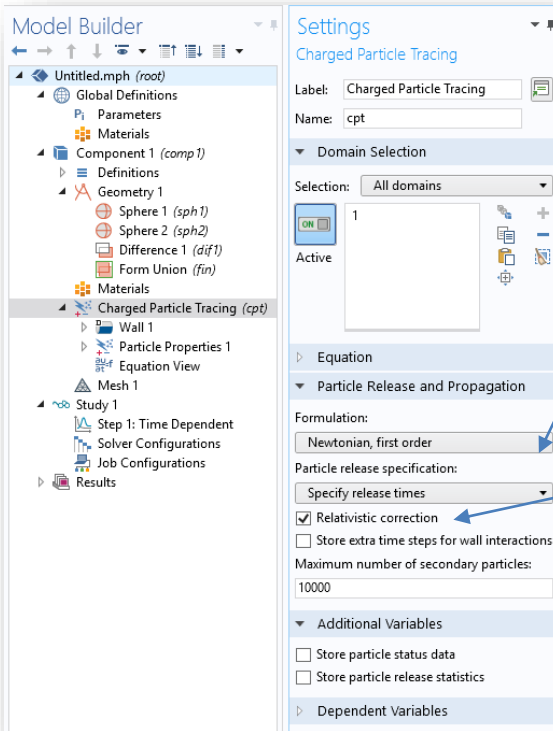 Model Builder
Untitled.mph (root)
Global Definitions
Pi Parameters
Materials
Component 1 (comp1)
Definitions
Geometry 1
Sphere 1 (sph1)
Sphere 2 (sph2)
Difference 1 (dif1)
Form Union (fin)
Materials
Charged Particle Tracing (cpt)
Wall 1
Particle Properties 1
Equation View
Mesh 1
Study 1
Step 1: Time Dependent
Solver Configurations
Job Configurations
Results
Settings
Charged Particle Tracing
Label: Charged Particle Tracing
Name: cpt
Domain Selection
Selection: All domains
ON
1
Active
Equation
Particle Release and Propagation
Formulation:
Newtonian, first order
Particle release specification:
Specify release times
Relativistic correction
Store extra time steps for wall interactions
Maximum number of secondary particles:
10000
Additional Variables
Store particle status data
Store particle release statistics
Dependent Variables